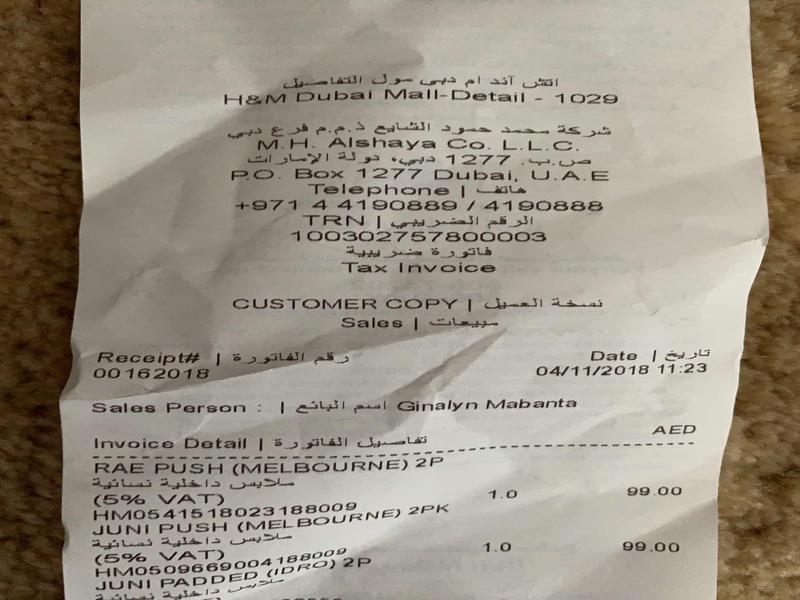 اتش آند ام دبي مول التفاصيل
H&M Dubai Mall-Detail - 1029
شركة محمد حمود الشايع ذ.م.م فرع دبي
M.H. Alshaya Co. L.L.C.
ص.ب. 1277 دبي، دولة الإمارات
P.O. Box 1277 Dubai, U.A.E
Telephone | هاتف
+971 4 4190889 / 4190888
TRN | الرقم الضريبي
100302757800003
فاتورة ضريبية
Tax Invoice
CUSTOMER COPY | نسخة العميل
Sales | مبيعات
Receipt# | رقم الفاتورة Date | تاريخ
00162018 04/11/2018 11:23
Sales Person : | اسم البائع Ginalyn Mabanta
Invoice Detail | تفاصيل الفاتورة AED
RAE PUSH (MELBOURNE) 2P
ملابس داخلية نسائية
(5% VAT) 1.0 99.00
HM0541518023188009
JUNI PUSH (MELBOURNE) 2PK
ملابس داخلية نسائية
(5% VAT) 1.0 99.00
HM0509669004188009
JUNI PADDED (IDRO) 2P
ملابس داخلية نسائية